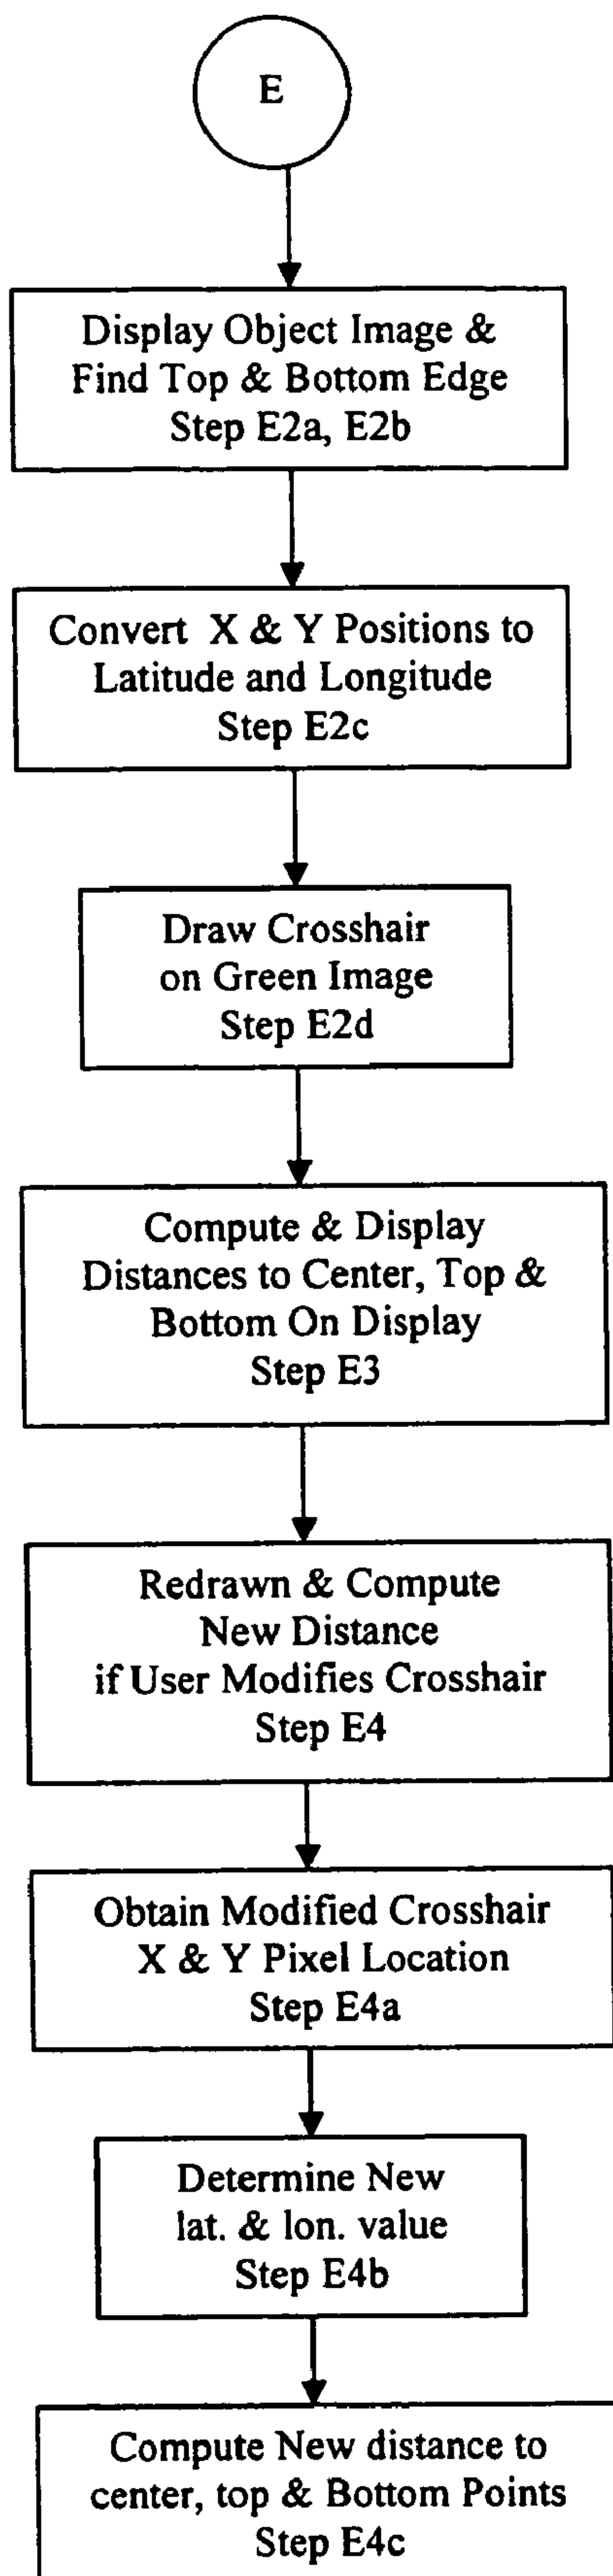 E
Display Object Image &
Find Top & Bottom Edge
Step E2a, E2b
Convert X & Y Positions to
Latitude and Longitude
Step E2c
Draw Crosshair
on Green Image
Step E2d
Compute & Display
Distances to Center, Top &
Bottom On Display
Step E3
Redrawn & Compute
New Distance
if User Modifies Crosshair
Step E4
Obtain Modified Crosshair
X & Y Pixel Location
Step E4a
Determine New
lat. & lon. value
Step E4b
Compute New distance to
center, top & Bottom Points
Step E4c